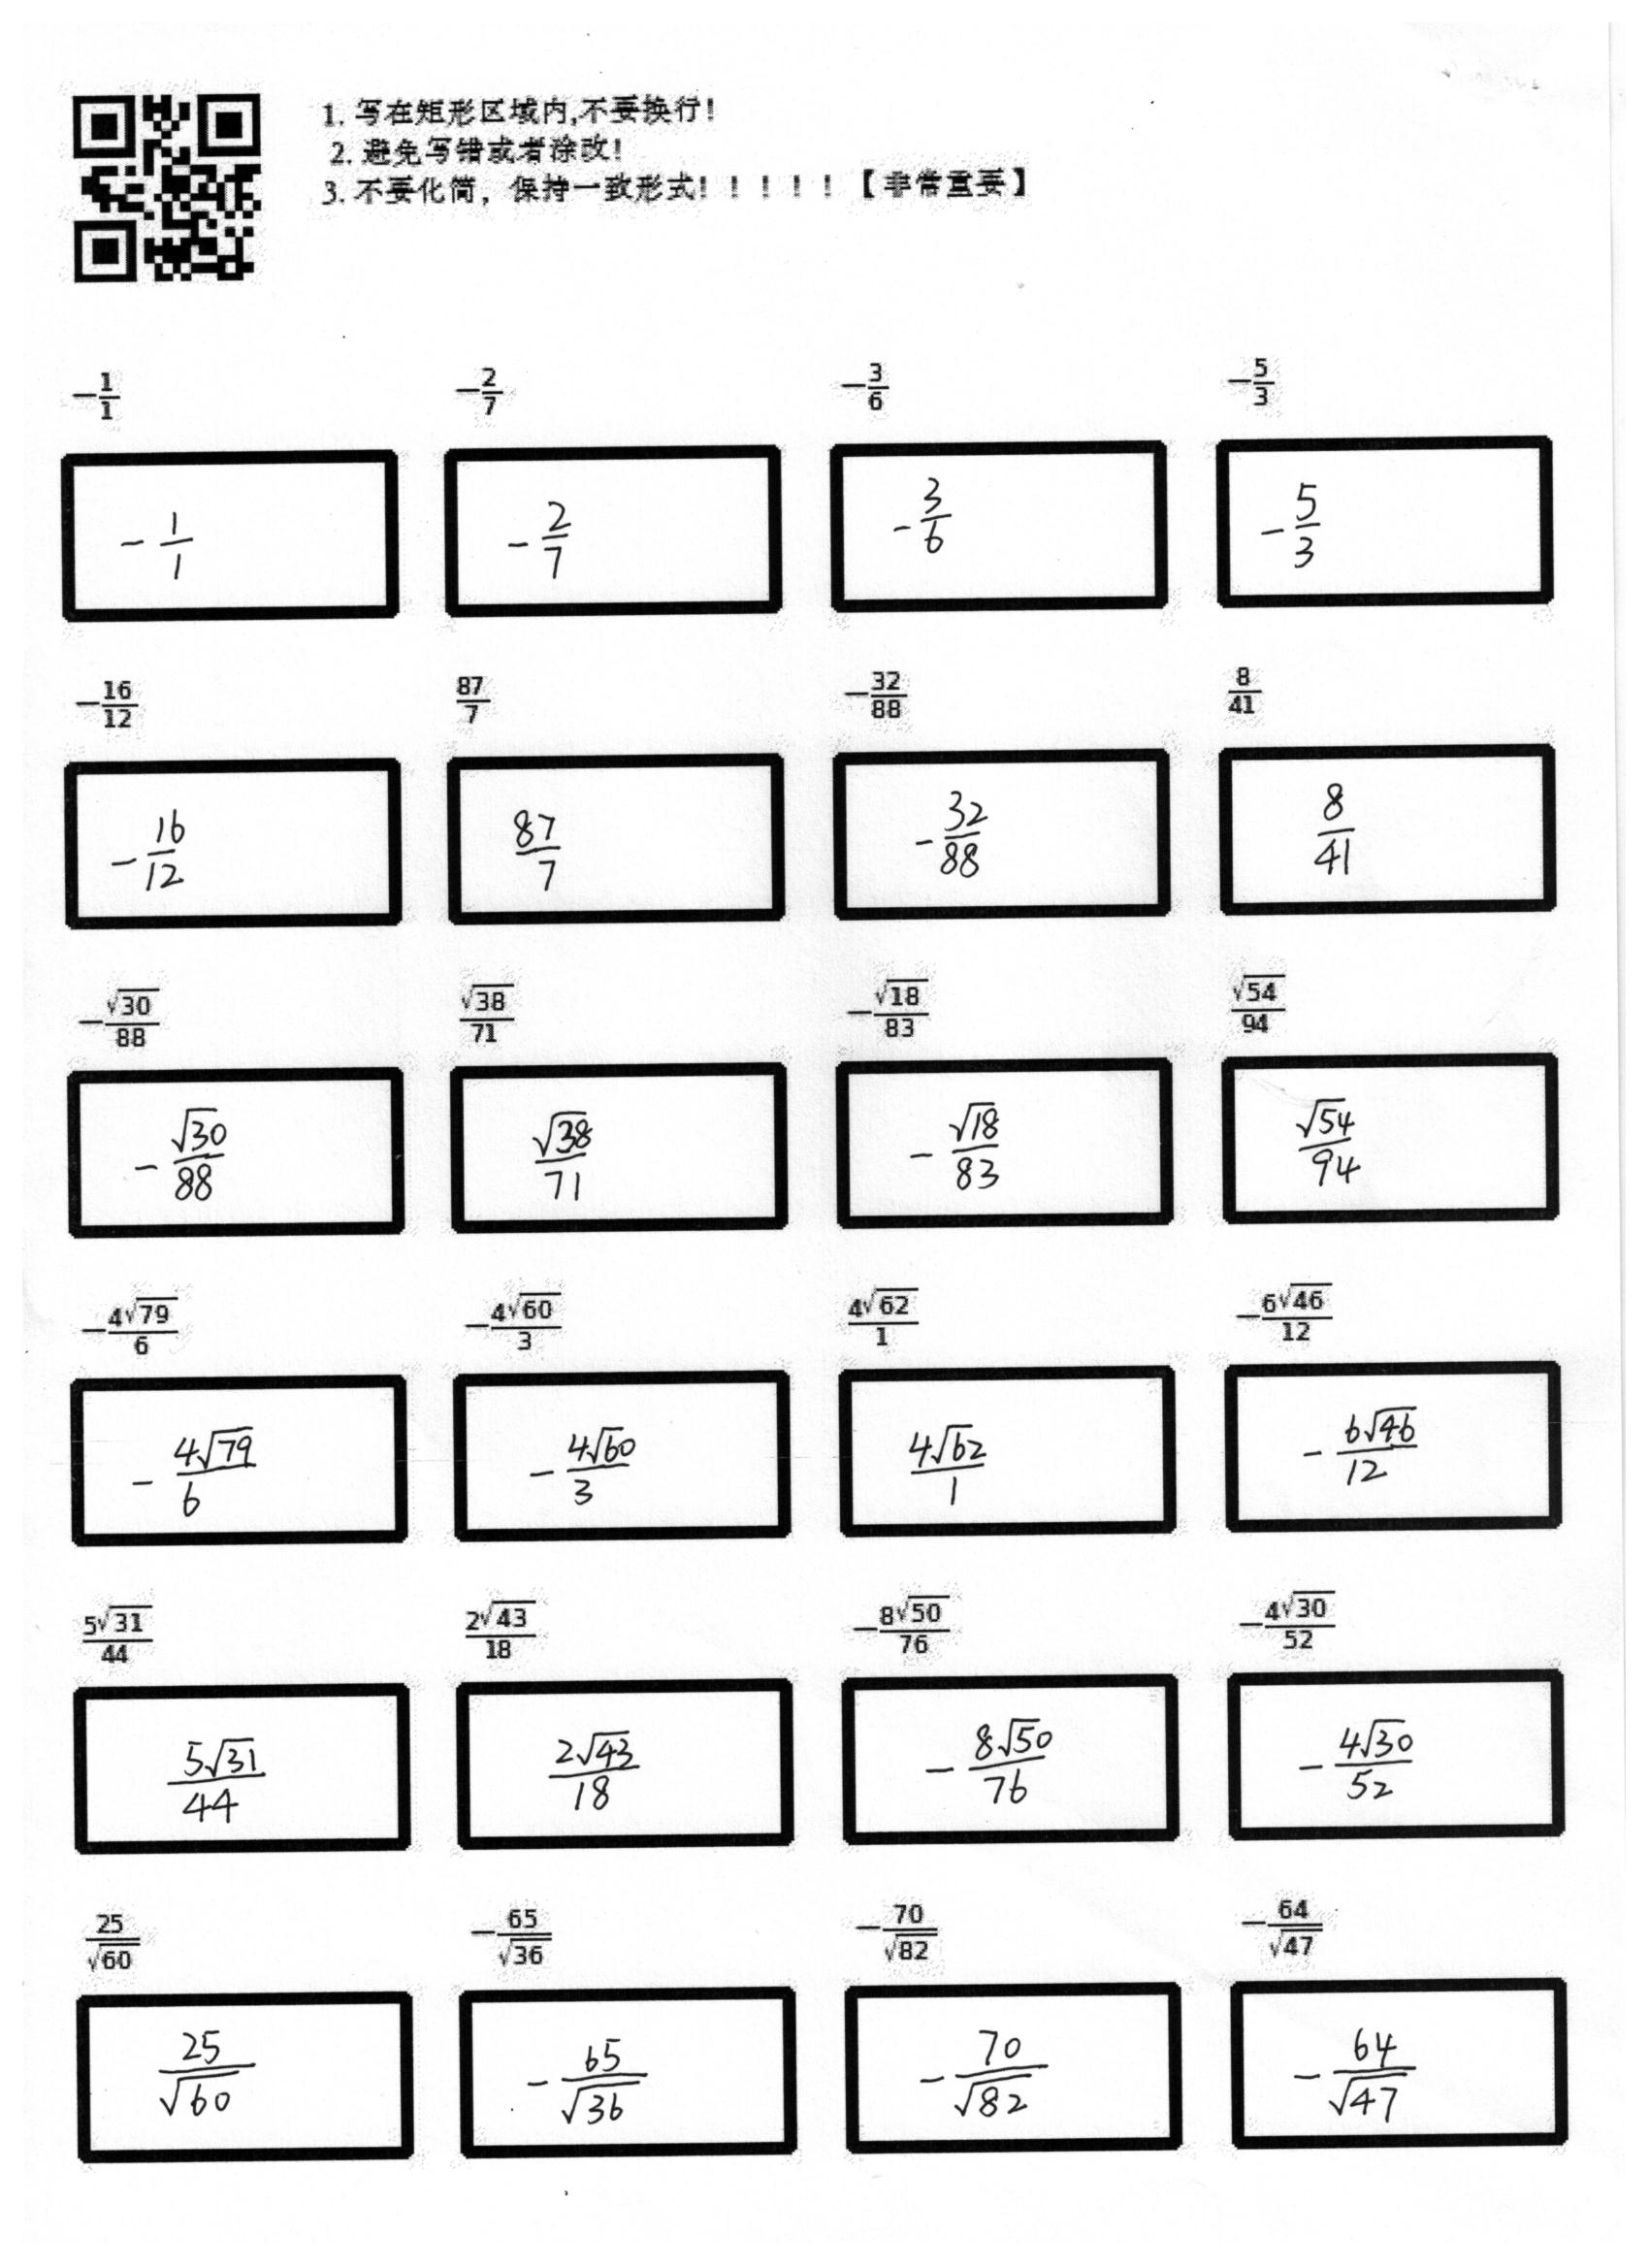 1. 写在矩形区域内,不要换行!
2. 避免写错或者涂改!
3. 不要化简，保持一致形式！！！！！【非常重要】
$-\frac{1}{1}$ $-\frac{2}{7}$ $-\frac{3}{6}$ $-\frac{5}{3}$
$-\frac{1}{1}$ $-\frac{2}{7}$ $-\frac{3}{6}$ $-\frac{5}{3}$
$-\frac{16}{12}$ $\frac{87}{7}$ $-\frac{32}{88}$ $\frac{8}{41}$
$-\frac{16}{12}$ $\frac{87}{7}$ $-\frac{32}{88}$ $\frac{8}{41}$
$-\frac{\sqrt{30}}{88}$ $\frac{\sqrt{38}}{71}$ $-\frac{\sqrt{18}}{83}$ $\frac{\sqrt{54}}{94}$
$-\frac{\sqrt{30}}{88}$ $\frac{\sqrt{38}}{71}$ $-\frac{\sqrt{18}}{83}$ $\frac{\sqrt{54}}{94}$
$-\frac{4\sqrt{79}}{6}$ $-\frac{4\sqrt{60}}{3}$ $\frac{4\sqrt{62}}{1}$ $-\frac{6\sqrt{46}}{12}$
$-\frac{4\sqrt{79}}{6}$ $-\frac{4\sqrt{60}}{3}$ $\frac{4\sqrt{62}}{1}$ $-\frac{6\sqrt{46}}{12}$
$\frac{5\sqrt{31}}{44}$ $\frac{2\sqrt{43}}{18}$ $-\frac{8\sqrt{50}}{76}$ $-\frac{4\sqrt{30}}{52}$
$\frac{5\sqrt{31}}{44}$ $\frac{2\sqrt{43}}{18}$ $-\frac{8\sqrt{50}}{76}$ $-\frac{4\sqrt{30}}{52}$
$\frac{25}{\sqrt{60}}$ $-\frac{65}{\sqrt{36}}$ $-\frac{70}{\sqrt{82}}$ $-\frac{64}{\sqrt{47}}$
$\frac{25}{\sqrt{60}}$ $-\frac{65}{\sqrt{36}}$ $-\frac{70}{\sqrt{82}}$ $-\frac{64}{\sqrt{47}}$